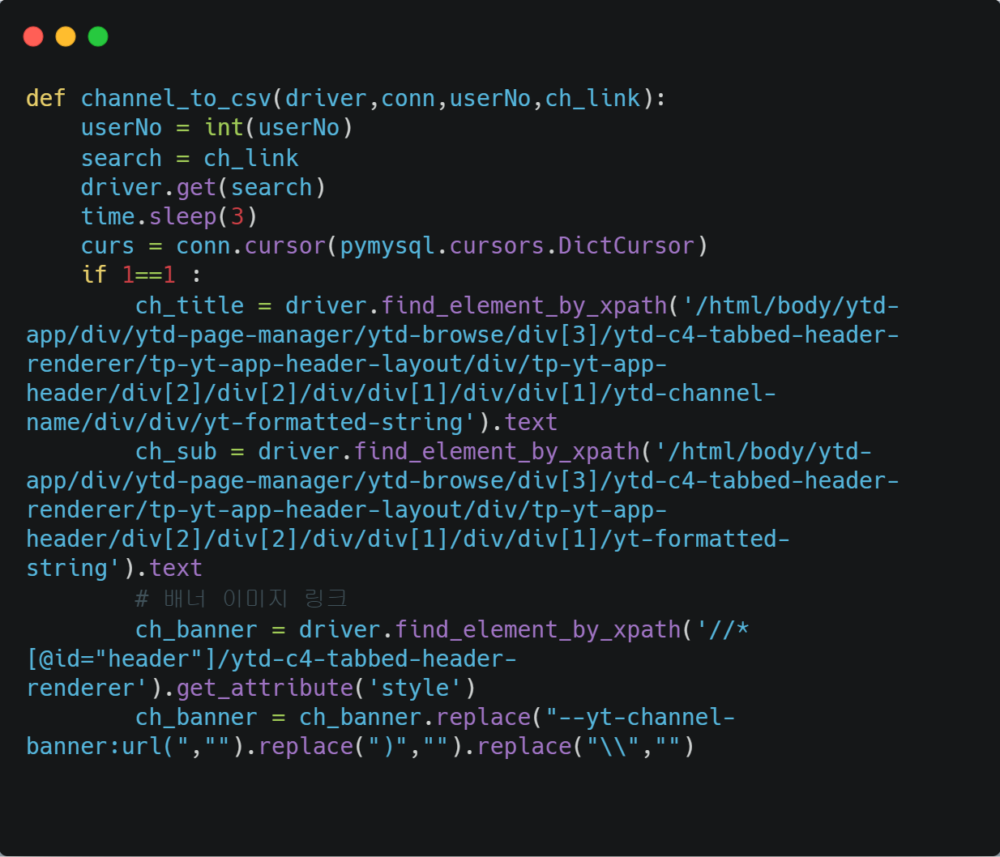 def channel_to_csv(driver,conn,userNo,ch_link):
    userNo = int(userNo)
    search = ch_link
    driver.get(search)
    time.sleep(3)
    curs = conn.cursor(pymysql.cursors.DictCursor)
    if 1==1 :
        ch_title = driver.find_element_by_xpath('/html/body/ytd-
app/div/ytd-page-manager/ytd-browse/div[3]/ytd-c4-tabbed-header-
renderer/tp-yt-app-header-layout/div/tp-yt-app-
header/div[2]/div[2]/div/div[1]/div/div[1]/ytd-channel-
name/div/div/yt-formatted-string').text
        ch_sub = driver.find_element_by_xpath('/html/body/ytd-
app/div/ytd-page-manager/ytd-browse/div[3]/ytd-c4-tabbed-header-
renderer/tp-yt-app-header-layout/div/tp-yt-app-
header/div[2]/div[2]/div/div[1]/div/div[1]/yt-formatted-
string').text
        # 배너 이미지 링크
        ch_banner = driver.find_element_by_xpath('//*
[@id="header"]/ytd-c4-tabbed-header-
renderer').get_attribute('style')
        ch_banner = ch_banner.replace("--yt-channel-
banner:url(","").replace(")","").replace("\\","")